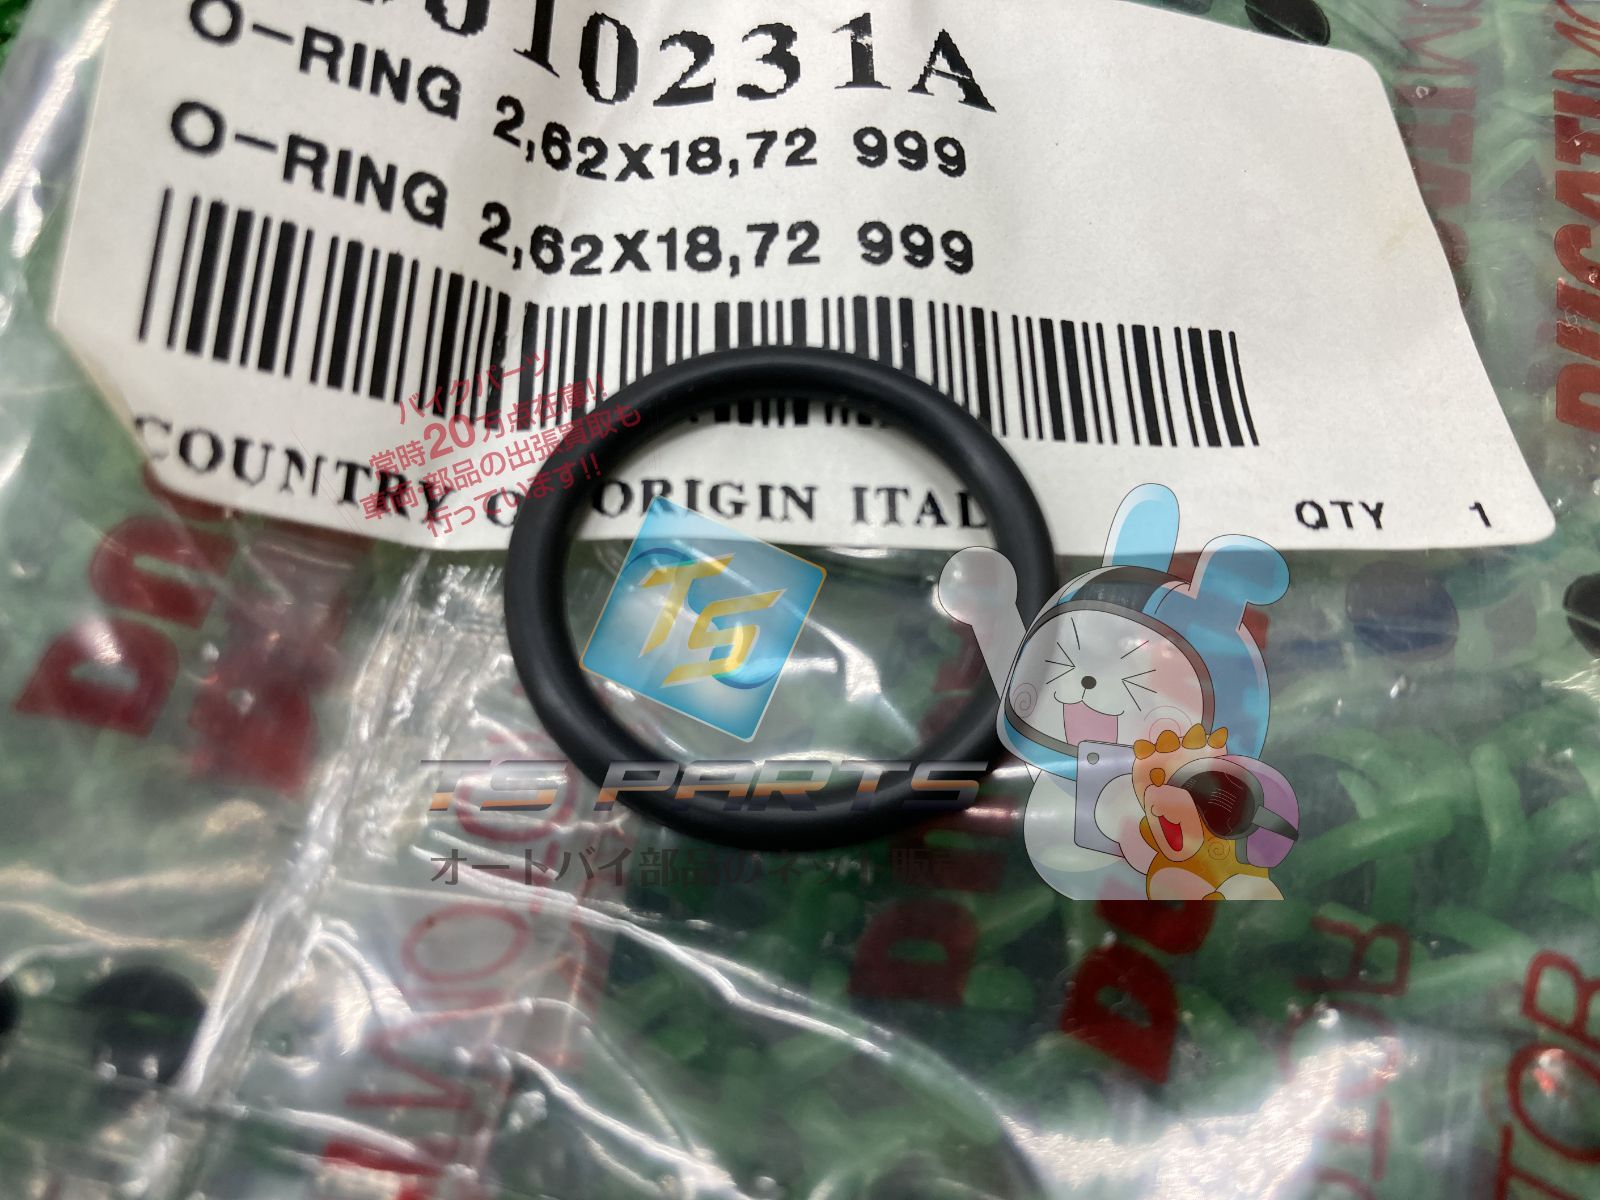 10231A
O-RING 2,62X18,72 999
O-RING 2,62X18,72 999
バイクパーツ
常時20万点在庫!!
車両・部品の出張買取も
行っています!!
COUNTRY O ORIGIN ITAL
QTY 1
TS
TS PARTS
オートバイ部品のネット販売
DUCATI